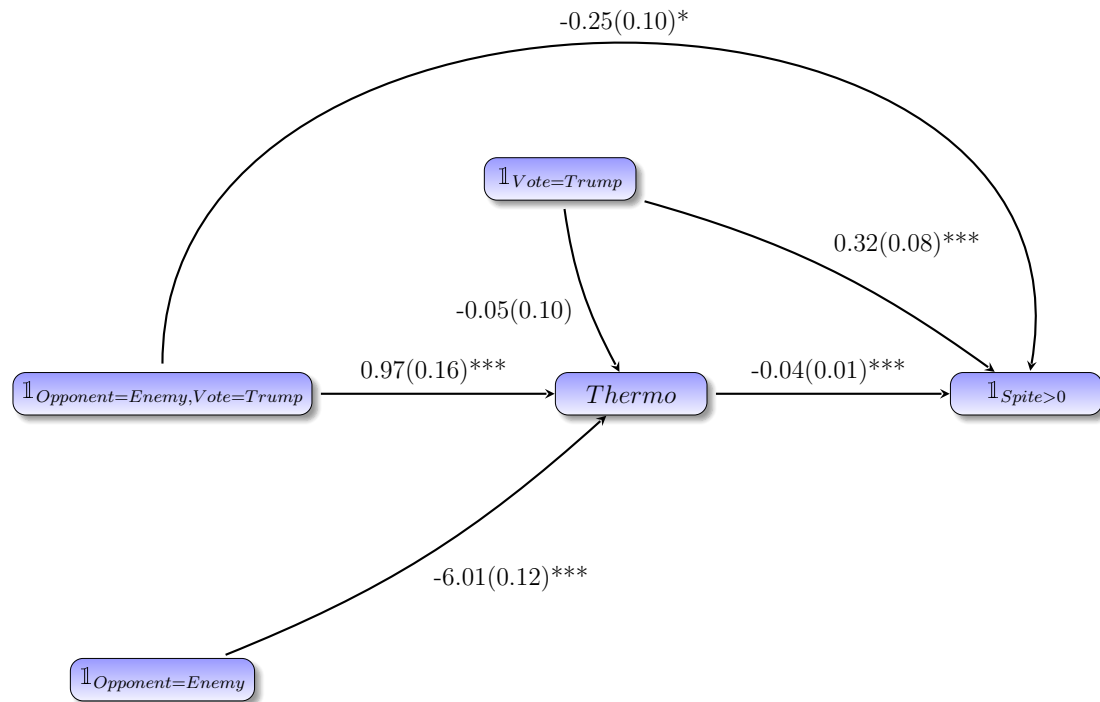 -0.25(0.10)*
𝟙Vote=Trump
0.32(0.08)***
-0.05(0.10)
𝟙Opponent=Enemy,Vote=Trump
0.97(0.16)***
Thermo
-0.04(0.01)***
𝟙Spite>0
-6.01(0.12)***
𝟙Opponent=Enemy